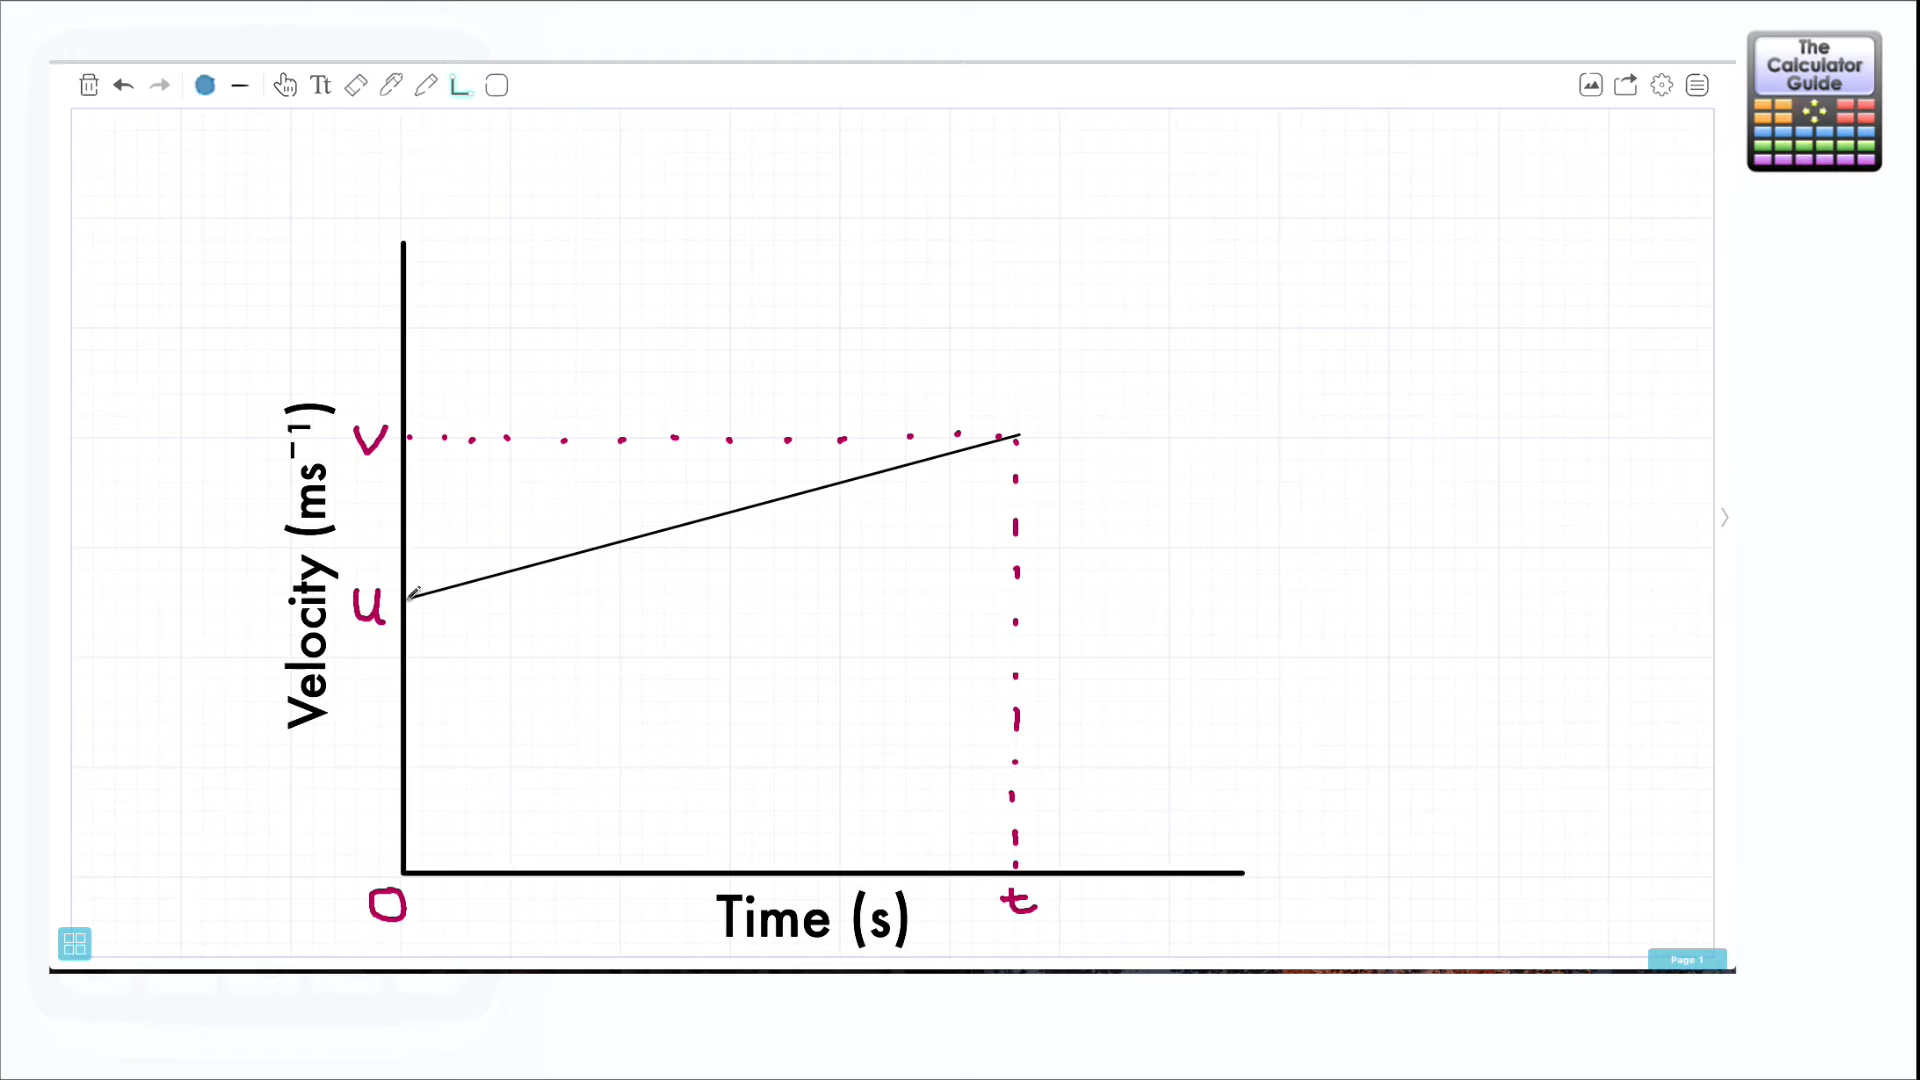 The
Calculator
Guide
Tt
Velocity (ms⁻¹)
v
u
0
Time (s)
t
Page 1